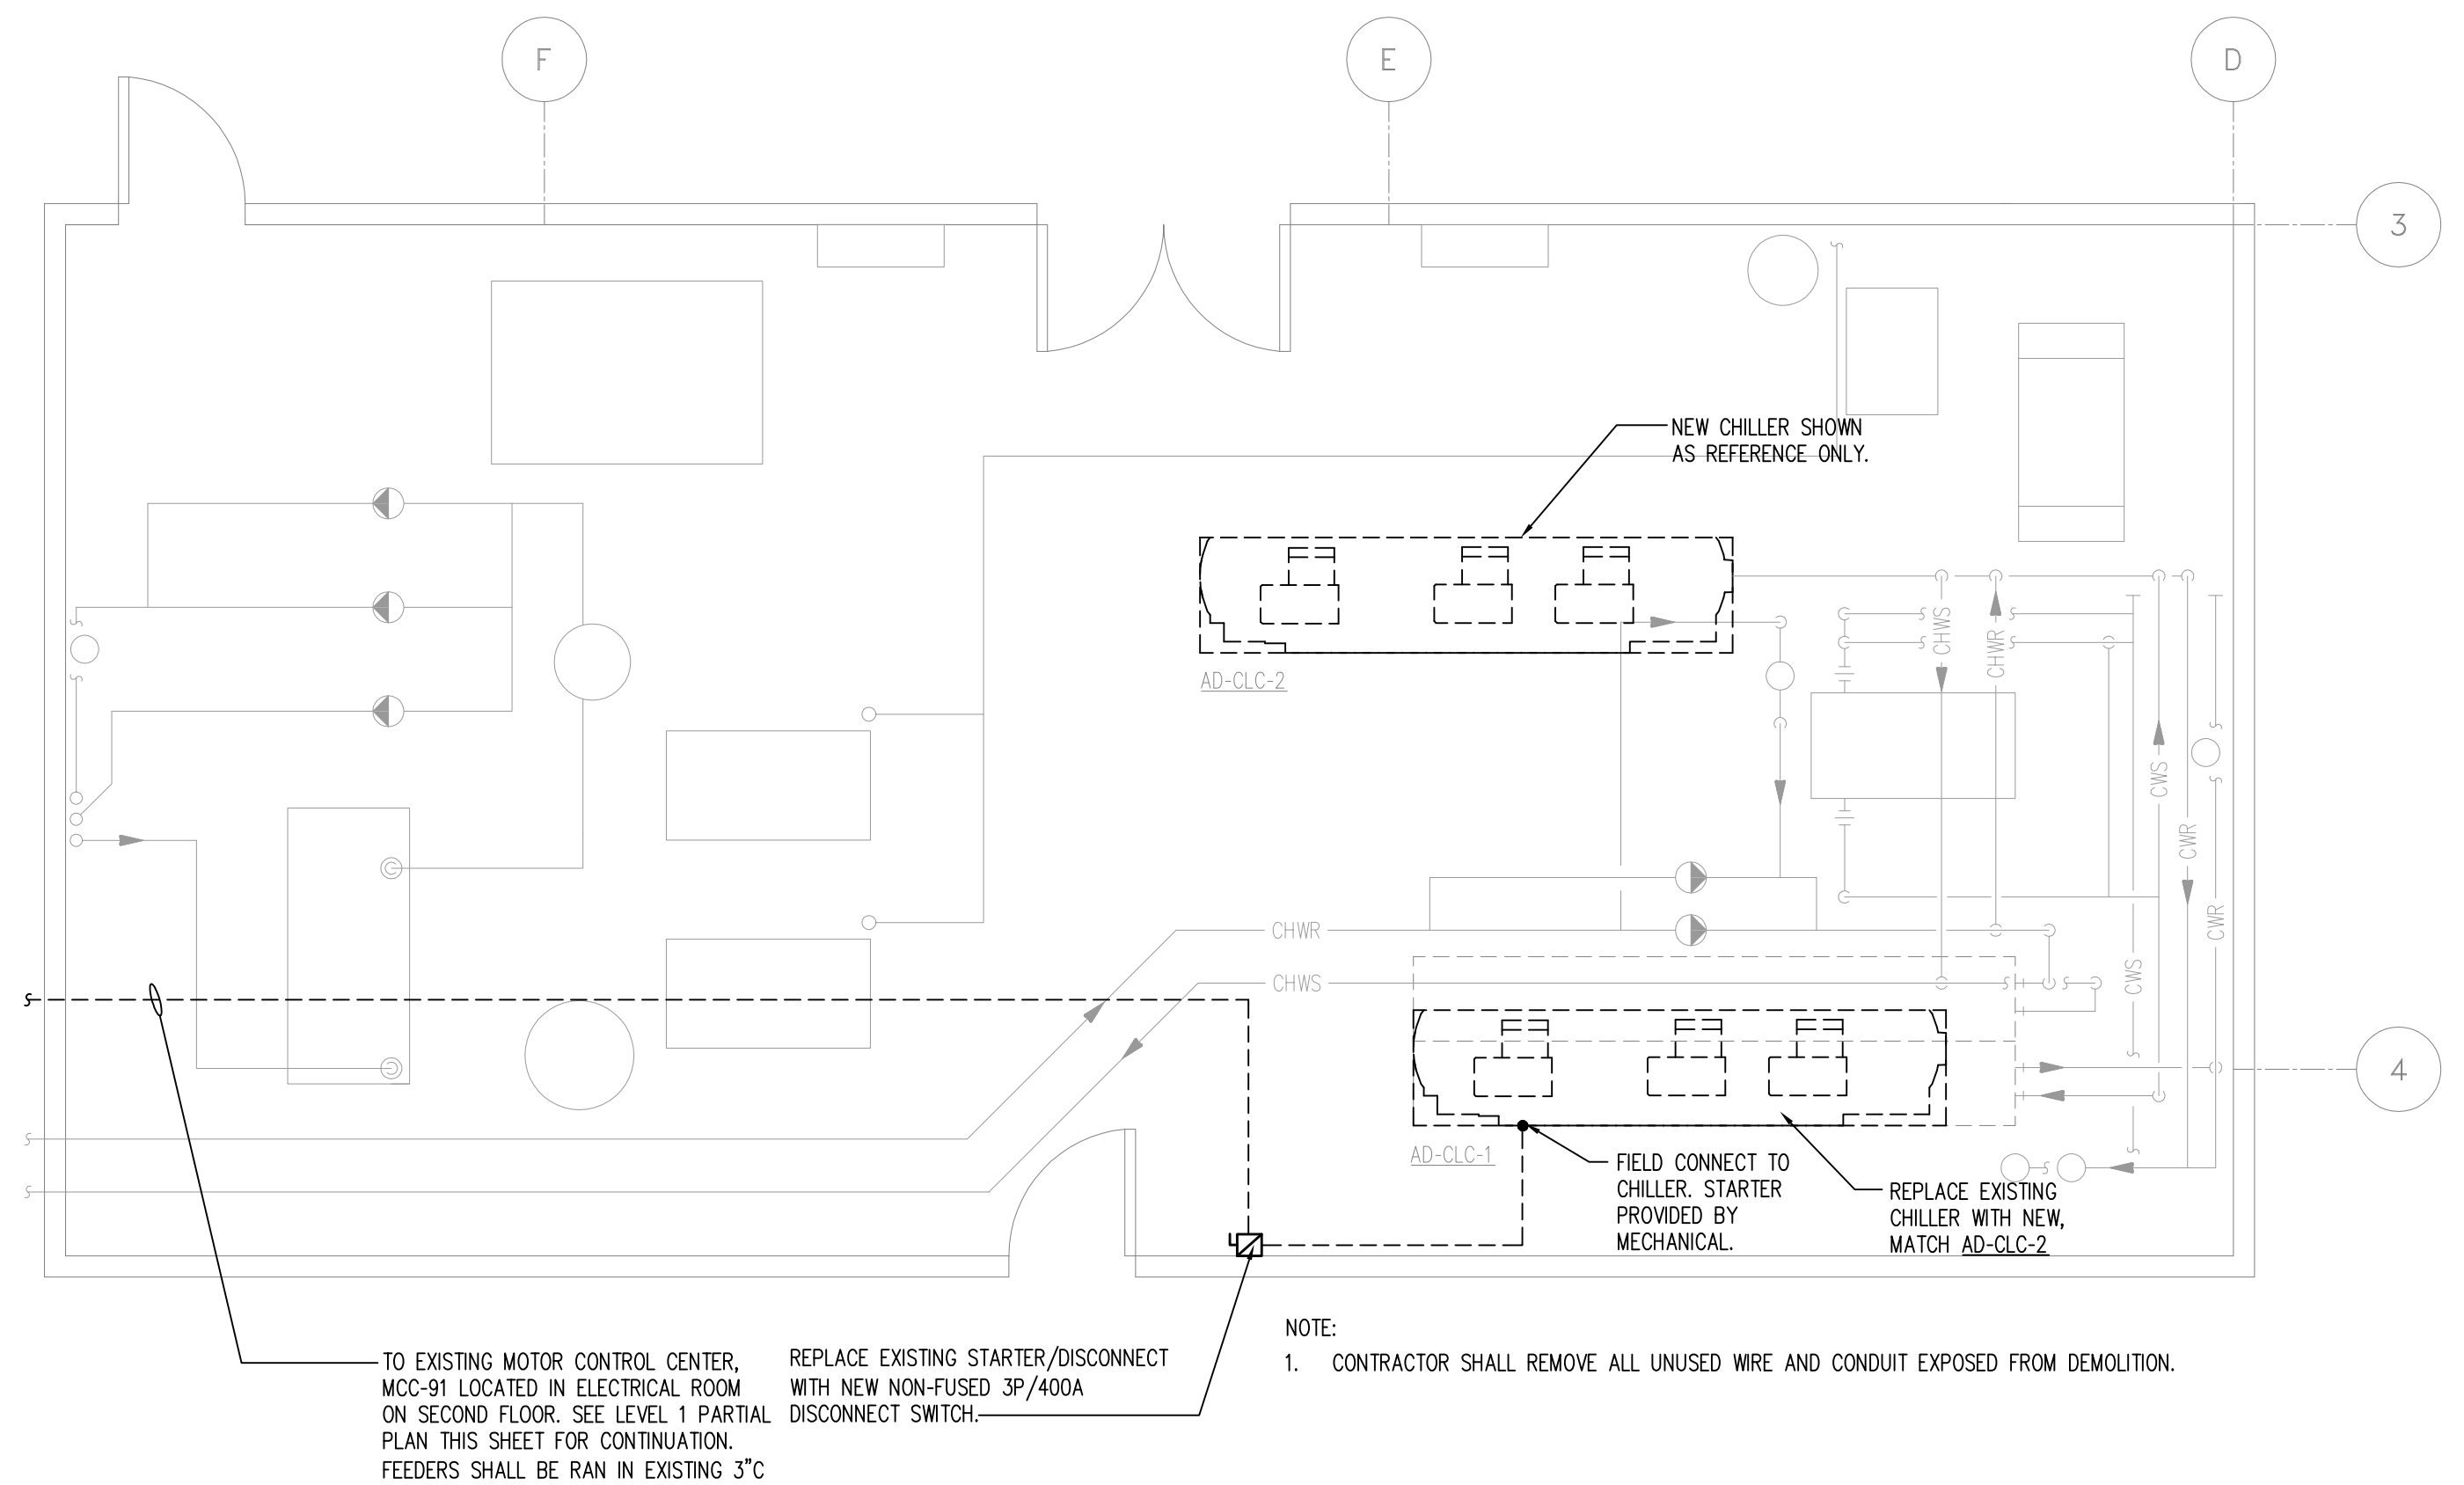 F
E
D
3
NEW CHILLER SHOWN
AS REFERENCE ONLY.
CHWS
CHWR
AD-CLC-2
CWS
CWR
CWR
CHWR
CWS
CHWS
4
AD-CLC-1
FIELD CONNECT TO
CHILLER. STARTER
PROVIDED BY
MECHANICAL.
REPLACE EXISTING
CHILLER WITH NEW,
MATCH AD-CLC-2
TO EXISTING MOTOR CONTROL CENTER,
MCC-91 LOCATED IN ELECTRICAL ROOM
ON SECOND FLOOR. SEE LEVEL 1 PARTIAL
PLAN THIS SHEET FOR CONTINUATION.
FEEDERS SHALL BE RAN IN EXISTING 3"C
REPLACE EXISTING STARTER/DISCONNECT
WITH NEW NON-FUSED 3P/400A
DISCONNECT SWITCH.
NOTE:
1. CONTRACTOR SHALL REMOVE ALL UNUSED WIRE AND CONDUIT EXPOSED FROM DEMOLITION.